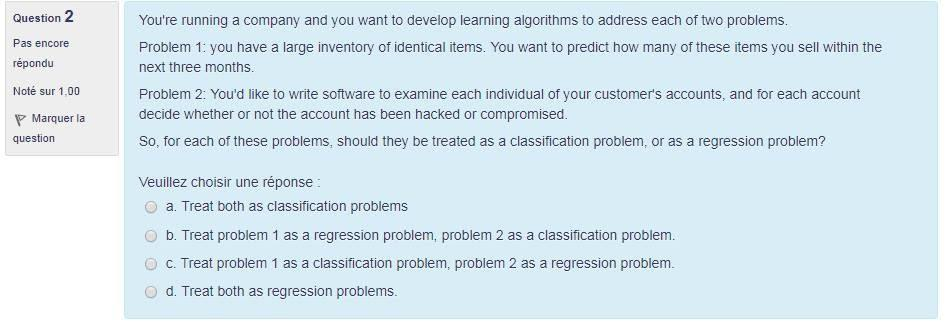 Question 2
Pas encore
répondu
Noté sur 1,00
Marquer la
question
You're running a company and you want to develop learning algorithms to address each of two problems.
Problem 1: you have a large inventory of identical items. You want to predict how many of these items you sell within the
next three months.
Problem 2: You'd like to write software to examine each individual of your customer's accounts, and for each account
decide whether or not the account has been hacked or compromised.
So, for each of these problems, should they be treated as a classification problem, or as a regression problem?
Veuillez choisir une réponse :
a. Treat both as classification problems
b. Treat problem 1 as a regression problem, problem 2 as a classification problem.
c. Treat problem 1 as a classification problem, problem 2 as a regression problem.
d. Treat both as regression problems.